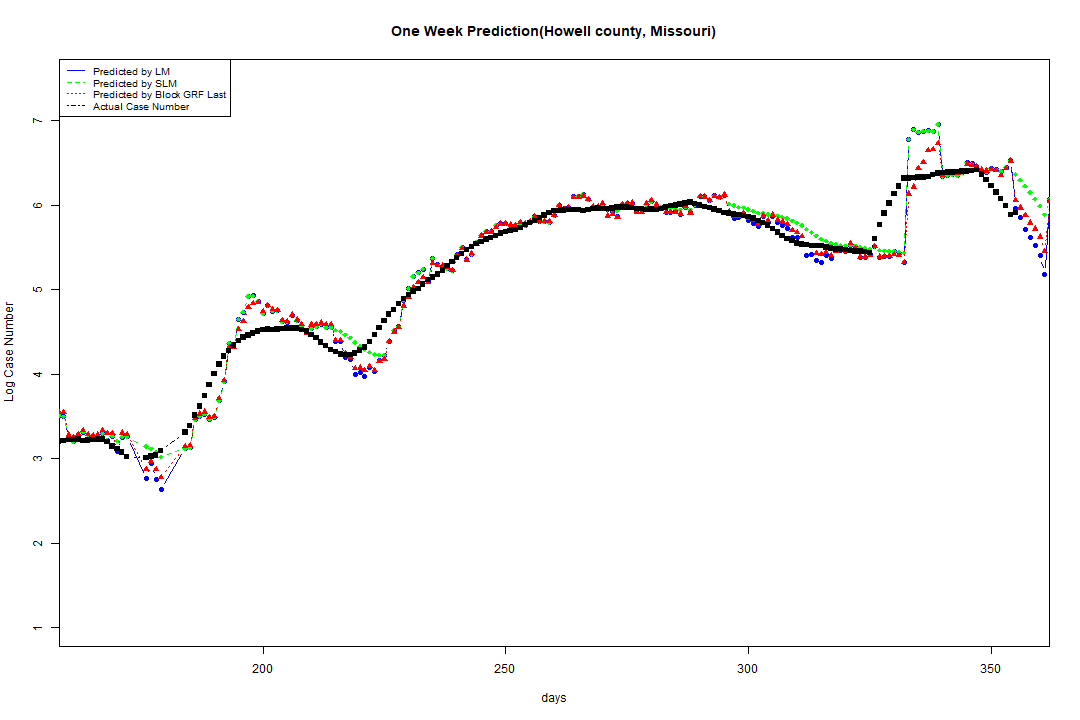 One Week Prediction(Howell county, Missouri)
Predicted by LM
Predicted by SLM
Predicted by Block GRF Last
Actual Case Number
Log Case Number
7
6
5
4
3
2
1
200
250
300
350
days